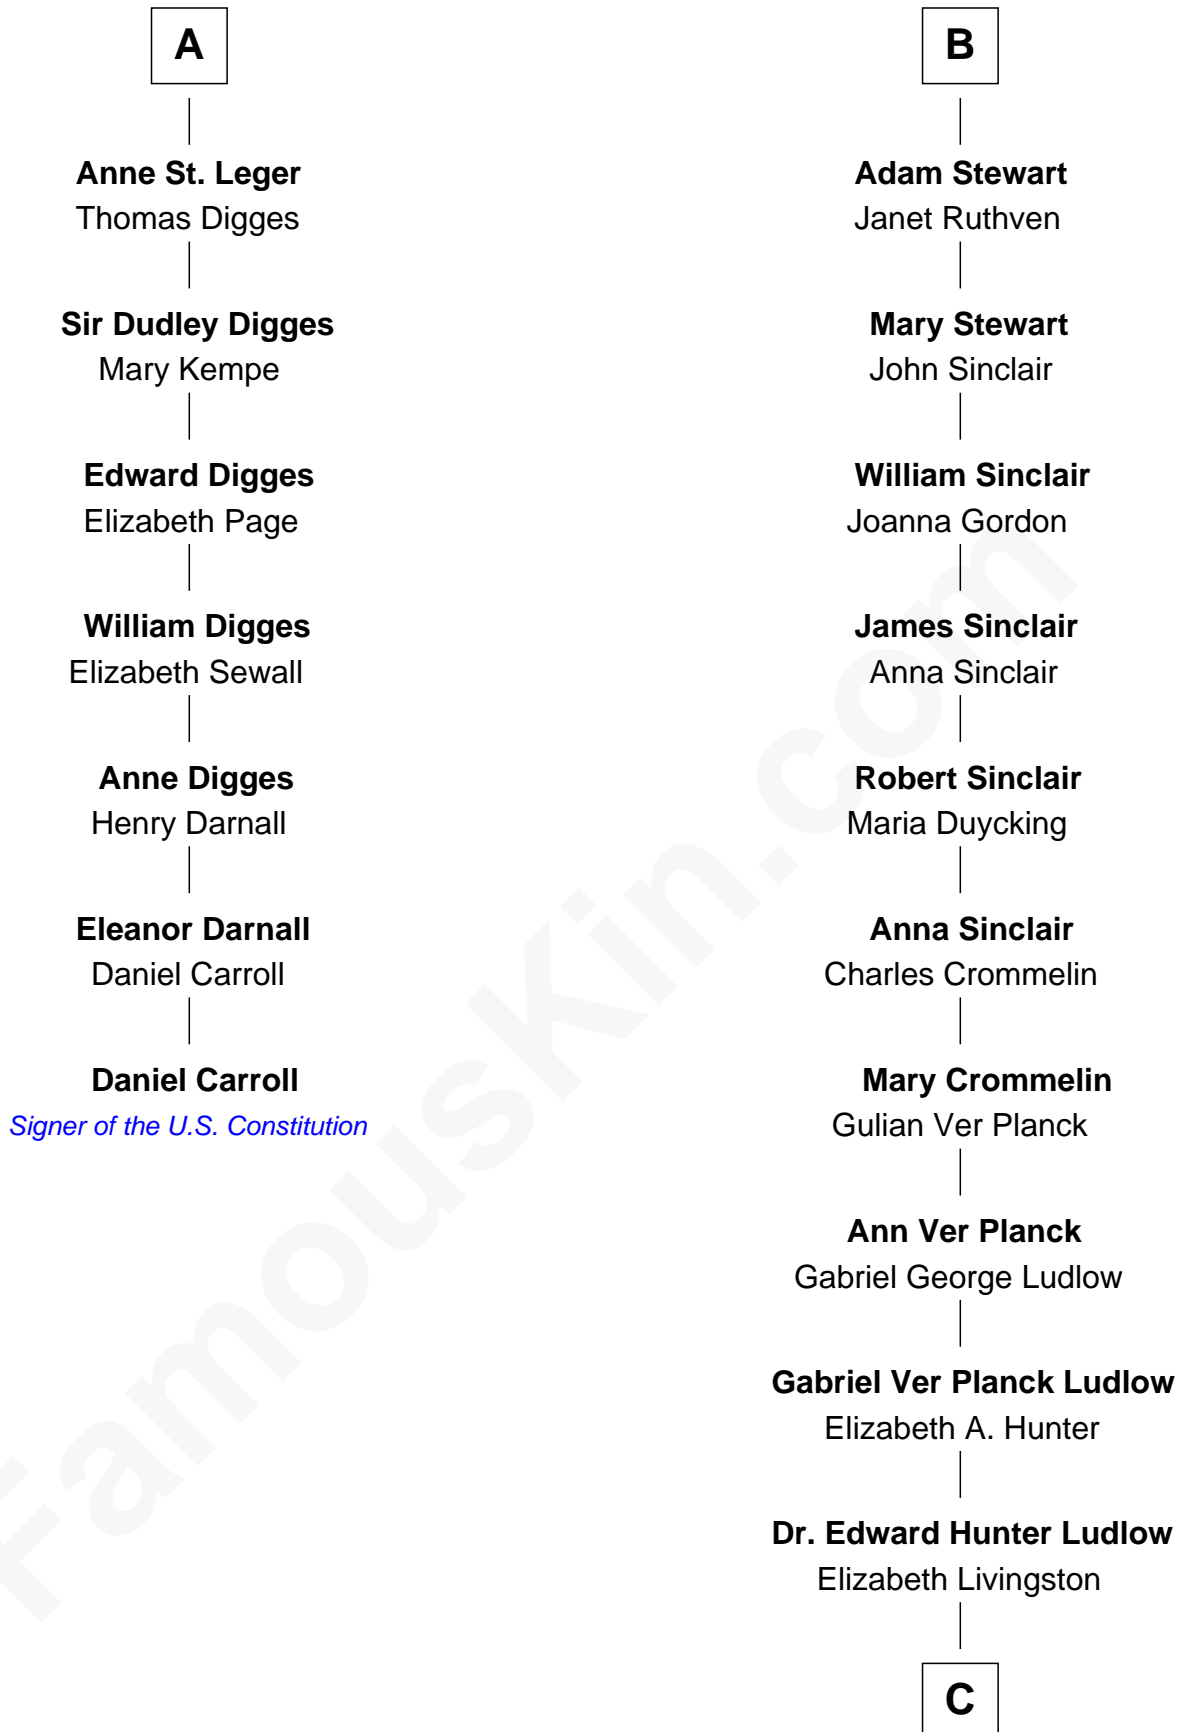 A
Anne St. Leger
Thomas Digges
Sir Dudley Digges
Mary Kempe
Edward Digges
Elizabeth Page
William Digges
Elizabeth Sewall
Anne Digges
Henry Darnall
Eleanor Darnall
Daniel Carroll
Daniel Carroll
Signer of the U.S. Constitution
B
Adam Stewart
Janet Ruthven
Mary Stewart
John Sinclair
William Sinclair
Joanna Gordon
James Sinclair
Anna Sinclair
Robert Sinclair
Maria Duycking
Anna Sinclair
Charles Crommelin
Mary Crommelin
Gulian Ver Planck
Ann Ver Planck
Gabriel George Ludlow
Gabriel Ver Planck Ludlow
Elizabeth A. Hunter
Dr. Edward Hunter Ludlow
Elizabeth Livingston
C
FamousKin.com